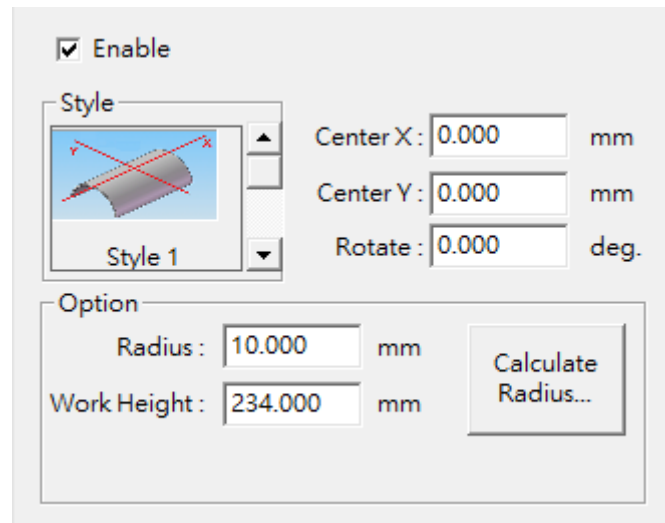 Enable
Style
Y X
Style 1
Center X : 0.000 mm
Center Y : 0.000 mm
Rotate : 0.000 deg.
Option
Radius : 10.000 mm
Work Height : 234.000 mm
Calculate
Radius...